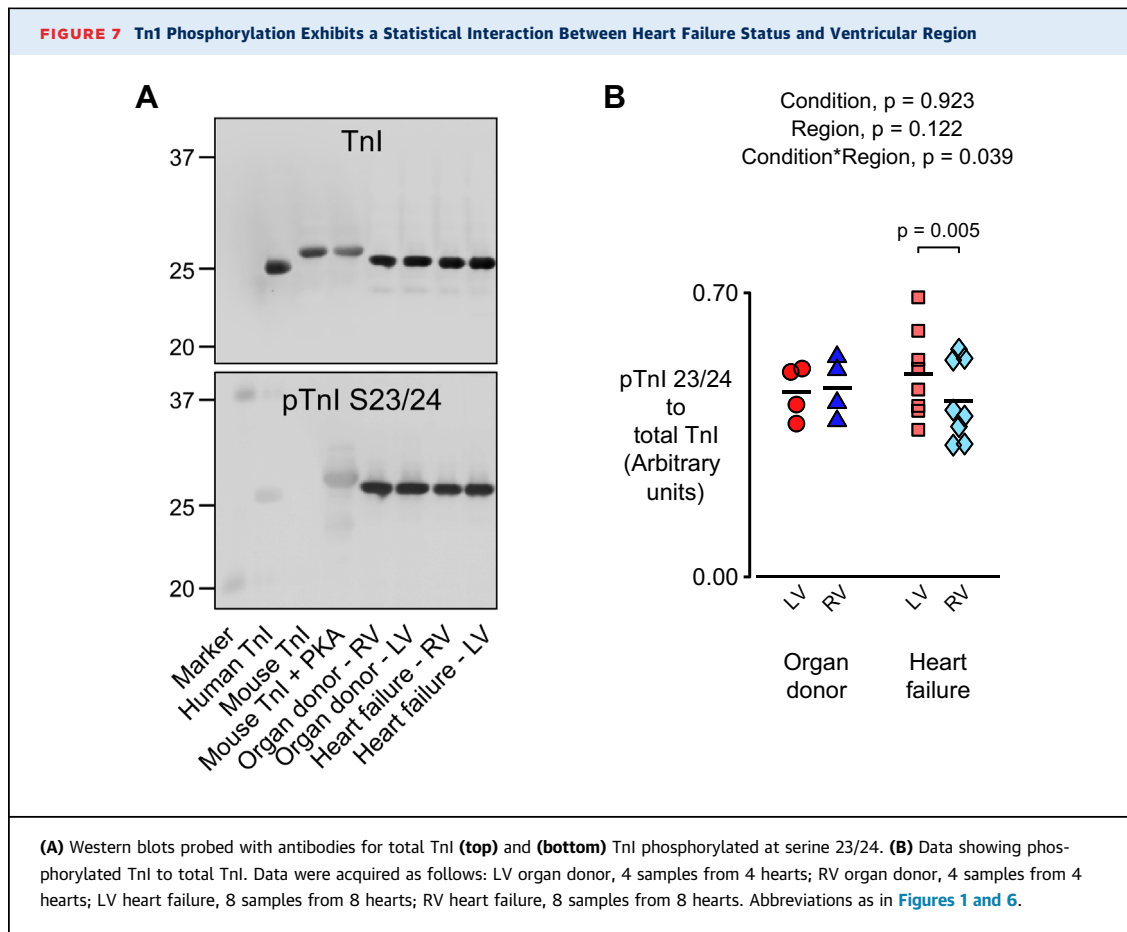 FIGURE 7 Tn1 Phosphorylation Exhibits a Statistical Interaction Between Heart Failure Status and Ventricular Region
A
TnI
37
25
20
pTnI S23/24
37
25
20
Marker
Human TnI
Mouse TnI
Mouse TnI + PKA
Organ donor - RV
Organ donor - LV
Heart failure - RV
Heart failure - LV
B
Condition, p = 0.923
Region, p = 0.122
Condition*Region, p = 0.039
p = 0.005
0.70
pTnI 23/24
to
total TnI
(Arbitrary
units)
0.00
LV
RV
LV
RV
Organ
donor
Heart
failure
(A) Western blots probed with antibodies for total TnI (top) and (bottom) TnI phosphorylated at serine 23/24. (B) Data showing phos-
phorylated TnI to total TnI. Data were acquired as follows: LV organ donor, 4 samples from 4 hearts; RV organ donor, 4 samples from 4
hearts; LV heart failure, 8 samples from 8 hearts; RV heart failure, 8 samples from 8 hearts. Abbreviations as in Figures 1 and 6.